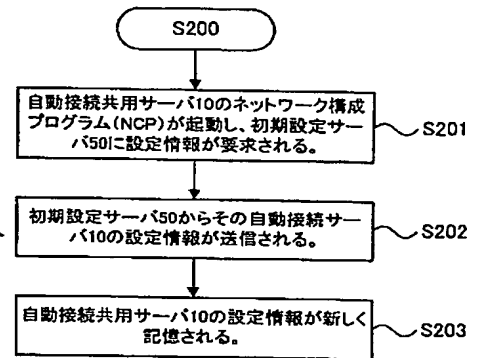 S200
自動接続共用サーバ10のネットワーク構成
プログラム(NCP)が起動し、初期設定サー
バ50に設定情報が要求される。
S201
初期設定サーバ50からその自動接続サー
バ10の設定情報が送信される。
S202
自動接続共用サーバ10の設定情報が新しく
記憶される。
S203